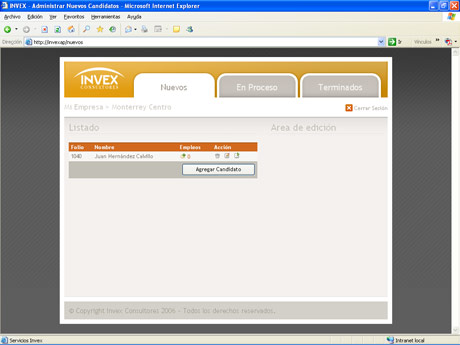 INVEX - Administrar Nuevos Candidatos - Microsoft Internet Explorer
Archivo Edición Ver Favoritos Herramientas Ayuda
Dirección http://invexap/nuevos Ir Vínculos
INVEX
CONSULTORES
Nuevos En Proceso Terminados
Mi Empresa > Monterrey Centro Cerrar Sesión
Listado Area de edición
Folio Nombre Empleos Acción
1040 Juan Hernández Calvillo 0
Agregar Candidato
© Copyright Invex Consultores 2006 - Todos los derechos reservados.
Servicios Invex Intranet local